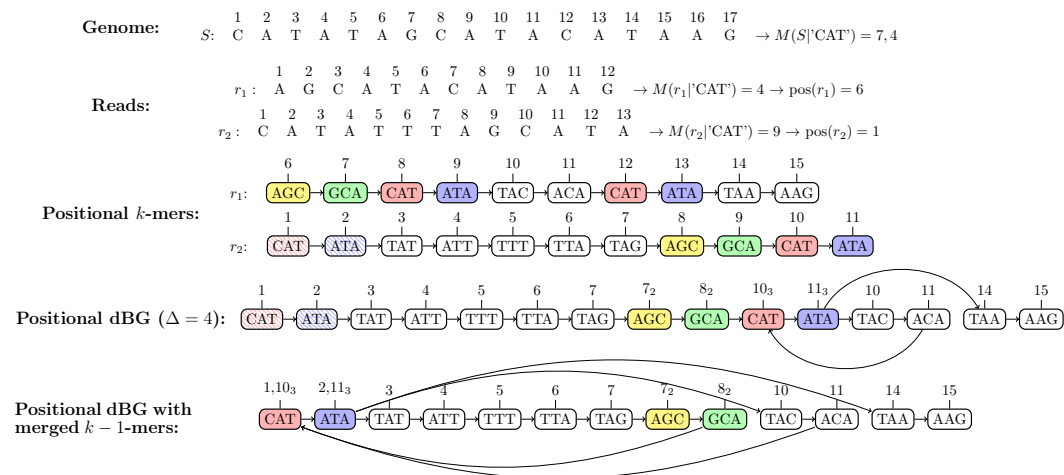 1 2 3 4 5 6 7 8 9 10 11 12 13 14 15 16 17
Genome: S: C A T A T A G C A T A C A T A A G → M(S|'CAT') = 7, 4
1 2 3 4 5 6 7 8 9 10 11 12
r₁ : A G C A T A C A T A A G → M(r₁|'CAT') = 4 → pos(r₁) = 6
Reads:
1 2 3 4 5 6 7 8 9 10 11 12 13
r₂ : C A T A T T T A G C A T A → M(r₂|'CAT') = 9 → pos(r₂) = 1
6 7 8 9 10 11 12 13 14 15
r₁: AGC GCA CAT ATA TAC ACA CAT ATA TAA AAG
Positional k-mers:
1 2 3 4 5 6 7 8 9 10 11
r₂: CAT ATA TAT ATT TTT TTA TAG AGC GCA CAT ATA
1 2 3 4 5 6 7 7₂ 8₂ 10₃ 11₃ 10 11 14 15
Positional dBG (Δ = 4): CAT ATA TAT ATT TTT TTA TAG AGC GCA CAT ATA TAC ACA TAA AAG
1,10₃ 2,11₃ 3 4 5 6 7 7₂ 8₂ 10 11 14 15
Positional dBG with
merged k − 1-mers:
CAT ATA TAT ATT TTT TTA TAG AGC GCA TAC ACA TAA AAG